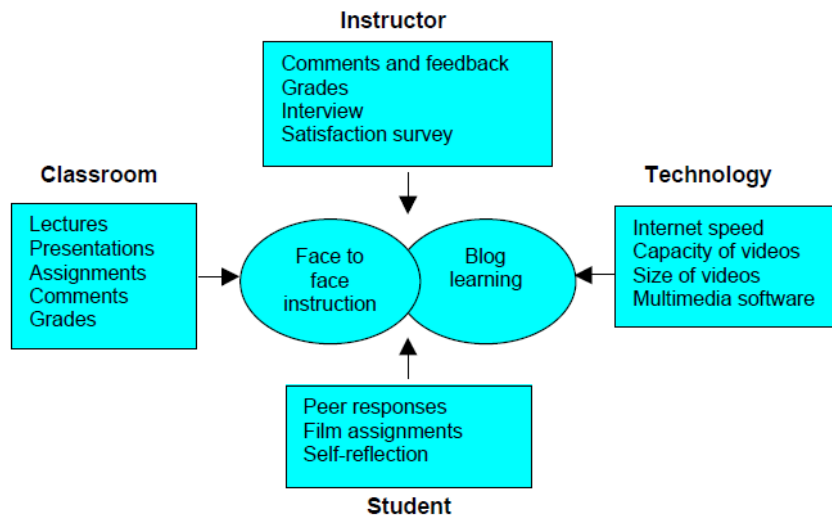 Instructor
Comments and feedback
Grades
Interview
Satisfaction survey
Classroom
Lectures
Presentations
Assignments
Comments
Grades
Face to
face
instruction
Blog
learning
Technology
Internet speed
Capacity of videos
Size of videos
Multimedia software
Peer responses
Film assignments
Self-reflection
Student